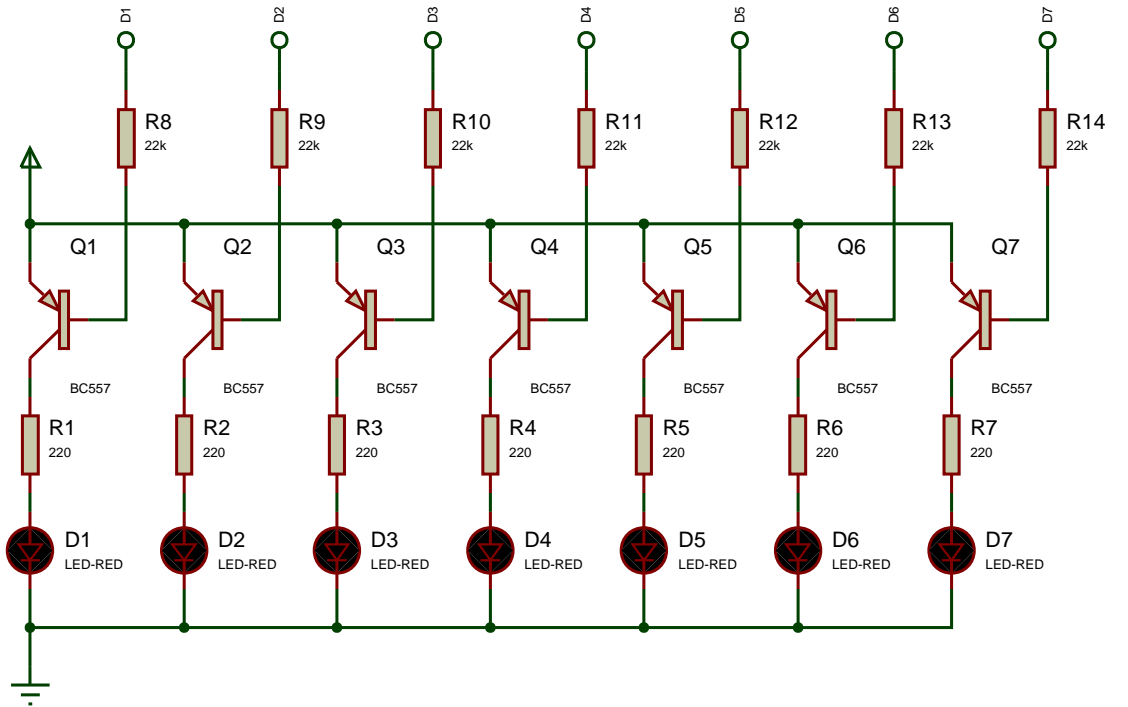 D1
D2
D3
D4
D5
D6
D7
R8
22k
R9
22k
R10
22k
R11
22k
R12
22k
R13
22k
R14
22k
Q1
Q2
Q3
Q4
Q5
Q6
Q7
BC557
BC557
BC557
BC557
BC557
BC557
BC557
R1
220
R2
220
R3
220
R4
220
R5
220
R6
220
R7
220
D1
LED-RED
D2
LED-RED
D3
LED-RED
D4
LED-RED
D5
LED-RED
D6
LED-RED
D7
LED-RED